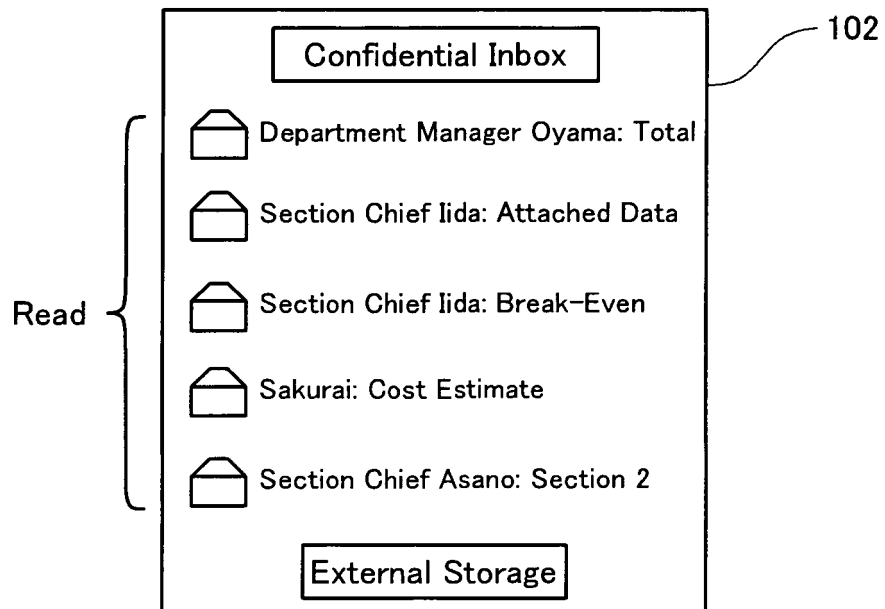 Confidential Inbox
102
Department Manager Oyama: Total
Section Chief Iida: Attached Data
Section Chief Iida: Break-Even
Read
Sakurai: Cost Estimate
Section Chief Asano: Section 2
External Storage